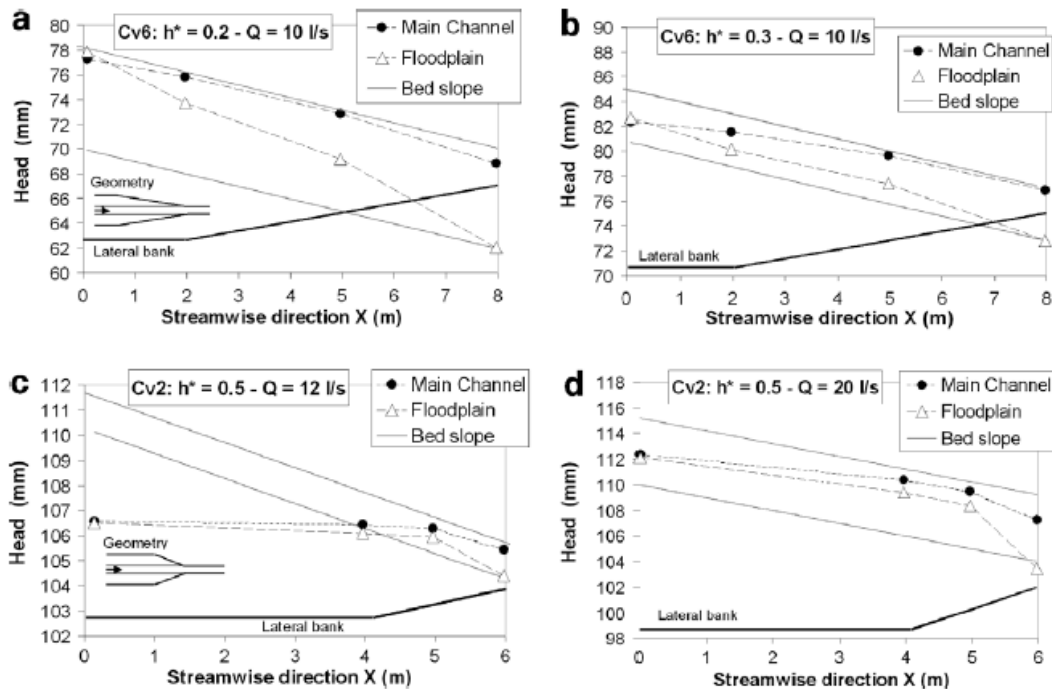 a
Cv6: h* = 0.2 - Q = 10 l/s
Main Channel
Floodplain
Bed slope
Head (mm)
80
78
76
74
72
70
68
66
64
62
60
Geometry
Lateral bank
0 1 2 3 4 5 6 7 8
Streamwise direction X (m)
b
Cv6: h* = 0.3 - Q = 10 l/s
Main Channel
Floodplain
Bed slope
Head (mm)
90
88
86
84
82
80
78
76
74
72
70
Lateral bank
0 1 2 3 4 5 6 7 8
Streamwise direction X (m)
c
Cv2: h* = 0.5 - Q = 12 l/s
Main Channel
Floodplain
Bed slope
Head (mm)
112
111
110
109
108
107
106
105
104
103
102
Geometry
Lateral bank
0 1 2 3 4 5 6
Streamwise direction X (m)
d
Cv2: h* = 0.5 - Q = 20 l/s
Main Channel
Floodplain
Bed slope
Head (mm)
118
116
114
112
110
108
106
104
102
100
98
Lateral bank
0 1 2 3 4 5 6
Streamwise direction X (m)